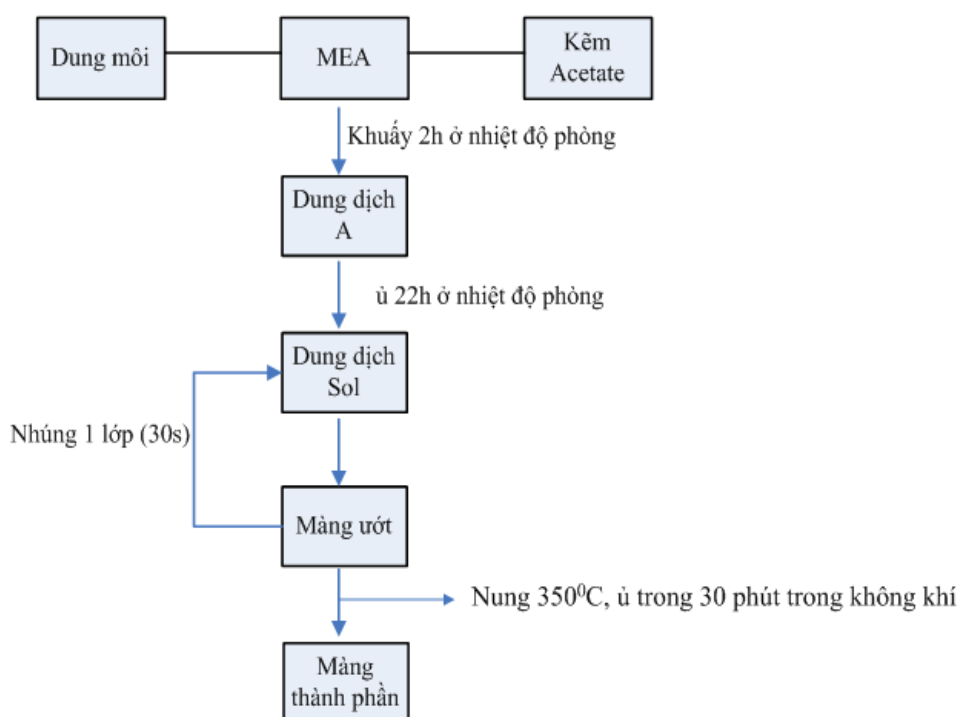 Dung môi
MEA
Kẽm
Acetate
Khuấy 2h ở nhiệt độ phòng
Dung dịch
A
ủ 22h ở nhiệt độ phòng
Dung dịch
Sol
Nhúng 1 lớp (30s)
Màng ướt
Nung 350⁰C, ủ trong 30 phút trong không khí
Màng
thành phần